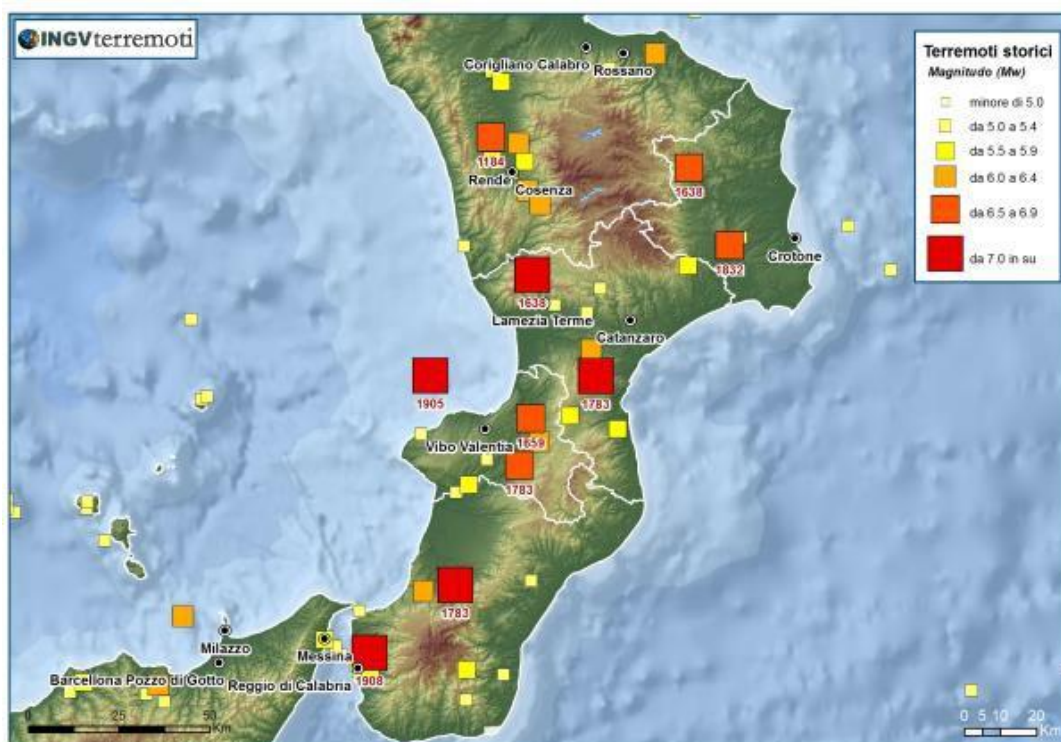 INGVterremoti
Terremoti storici
Magnitudo (Mw)
minore di 5.0
da 5.0 a 5.4
da 5.5 a 5.9
da 6.0 a 6.4
da 6.5 a 6.9
da 7.0 in su
Corigliano Calabro
Rossano
1184
Rende
Cosenza
1638
1832
Crotone
1638
Lamezia Terme
Catanzaro
1905
1783
Vibo Valentia
1659
1783
1783
Milazzo
Messina
Barcellona Pozzo di Gotto
Reggio di Calabria
1908
0 25 50
Km
0 5 10 20
Km